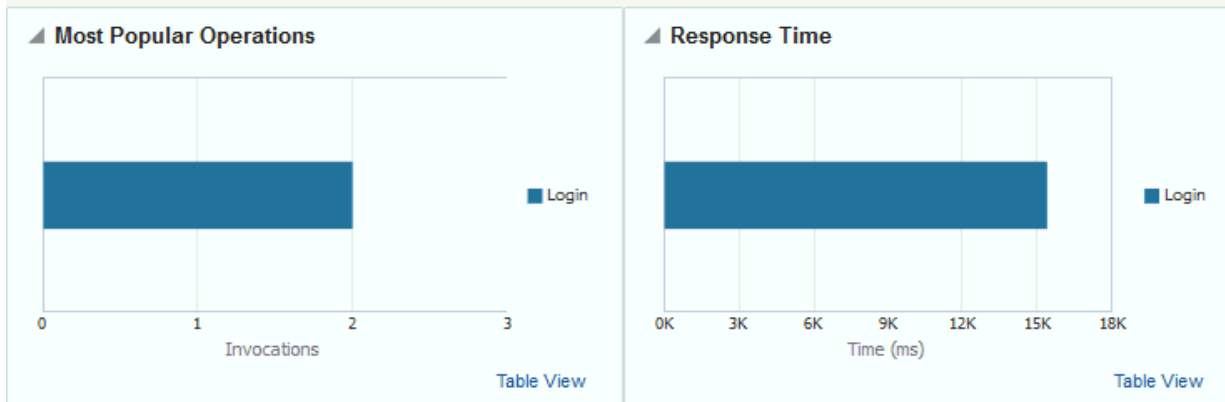 Most Popular Operations
Login
0 1 2 3
Invocations
Table View
Response Time
Login
0K 3K 6K 9K 12K 15K 18K
Time (ms)
Table View